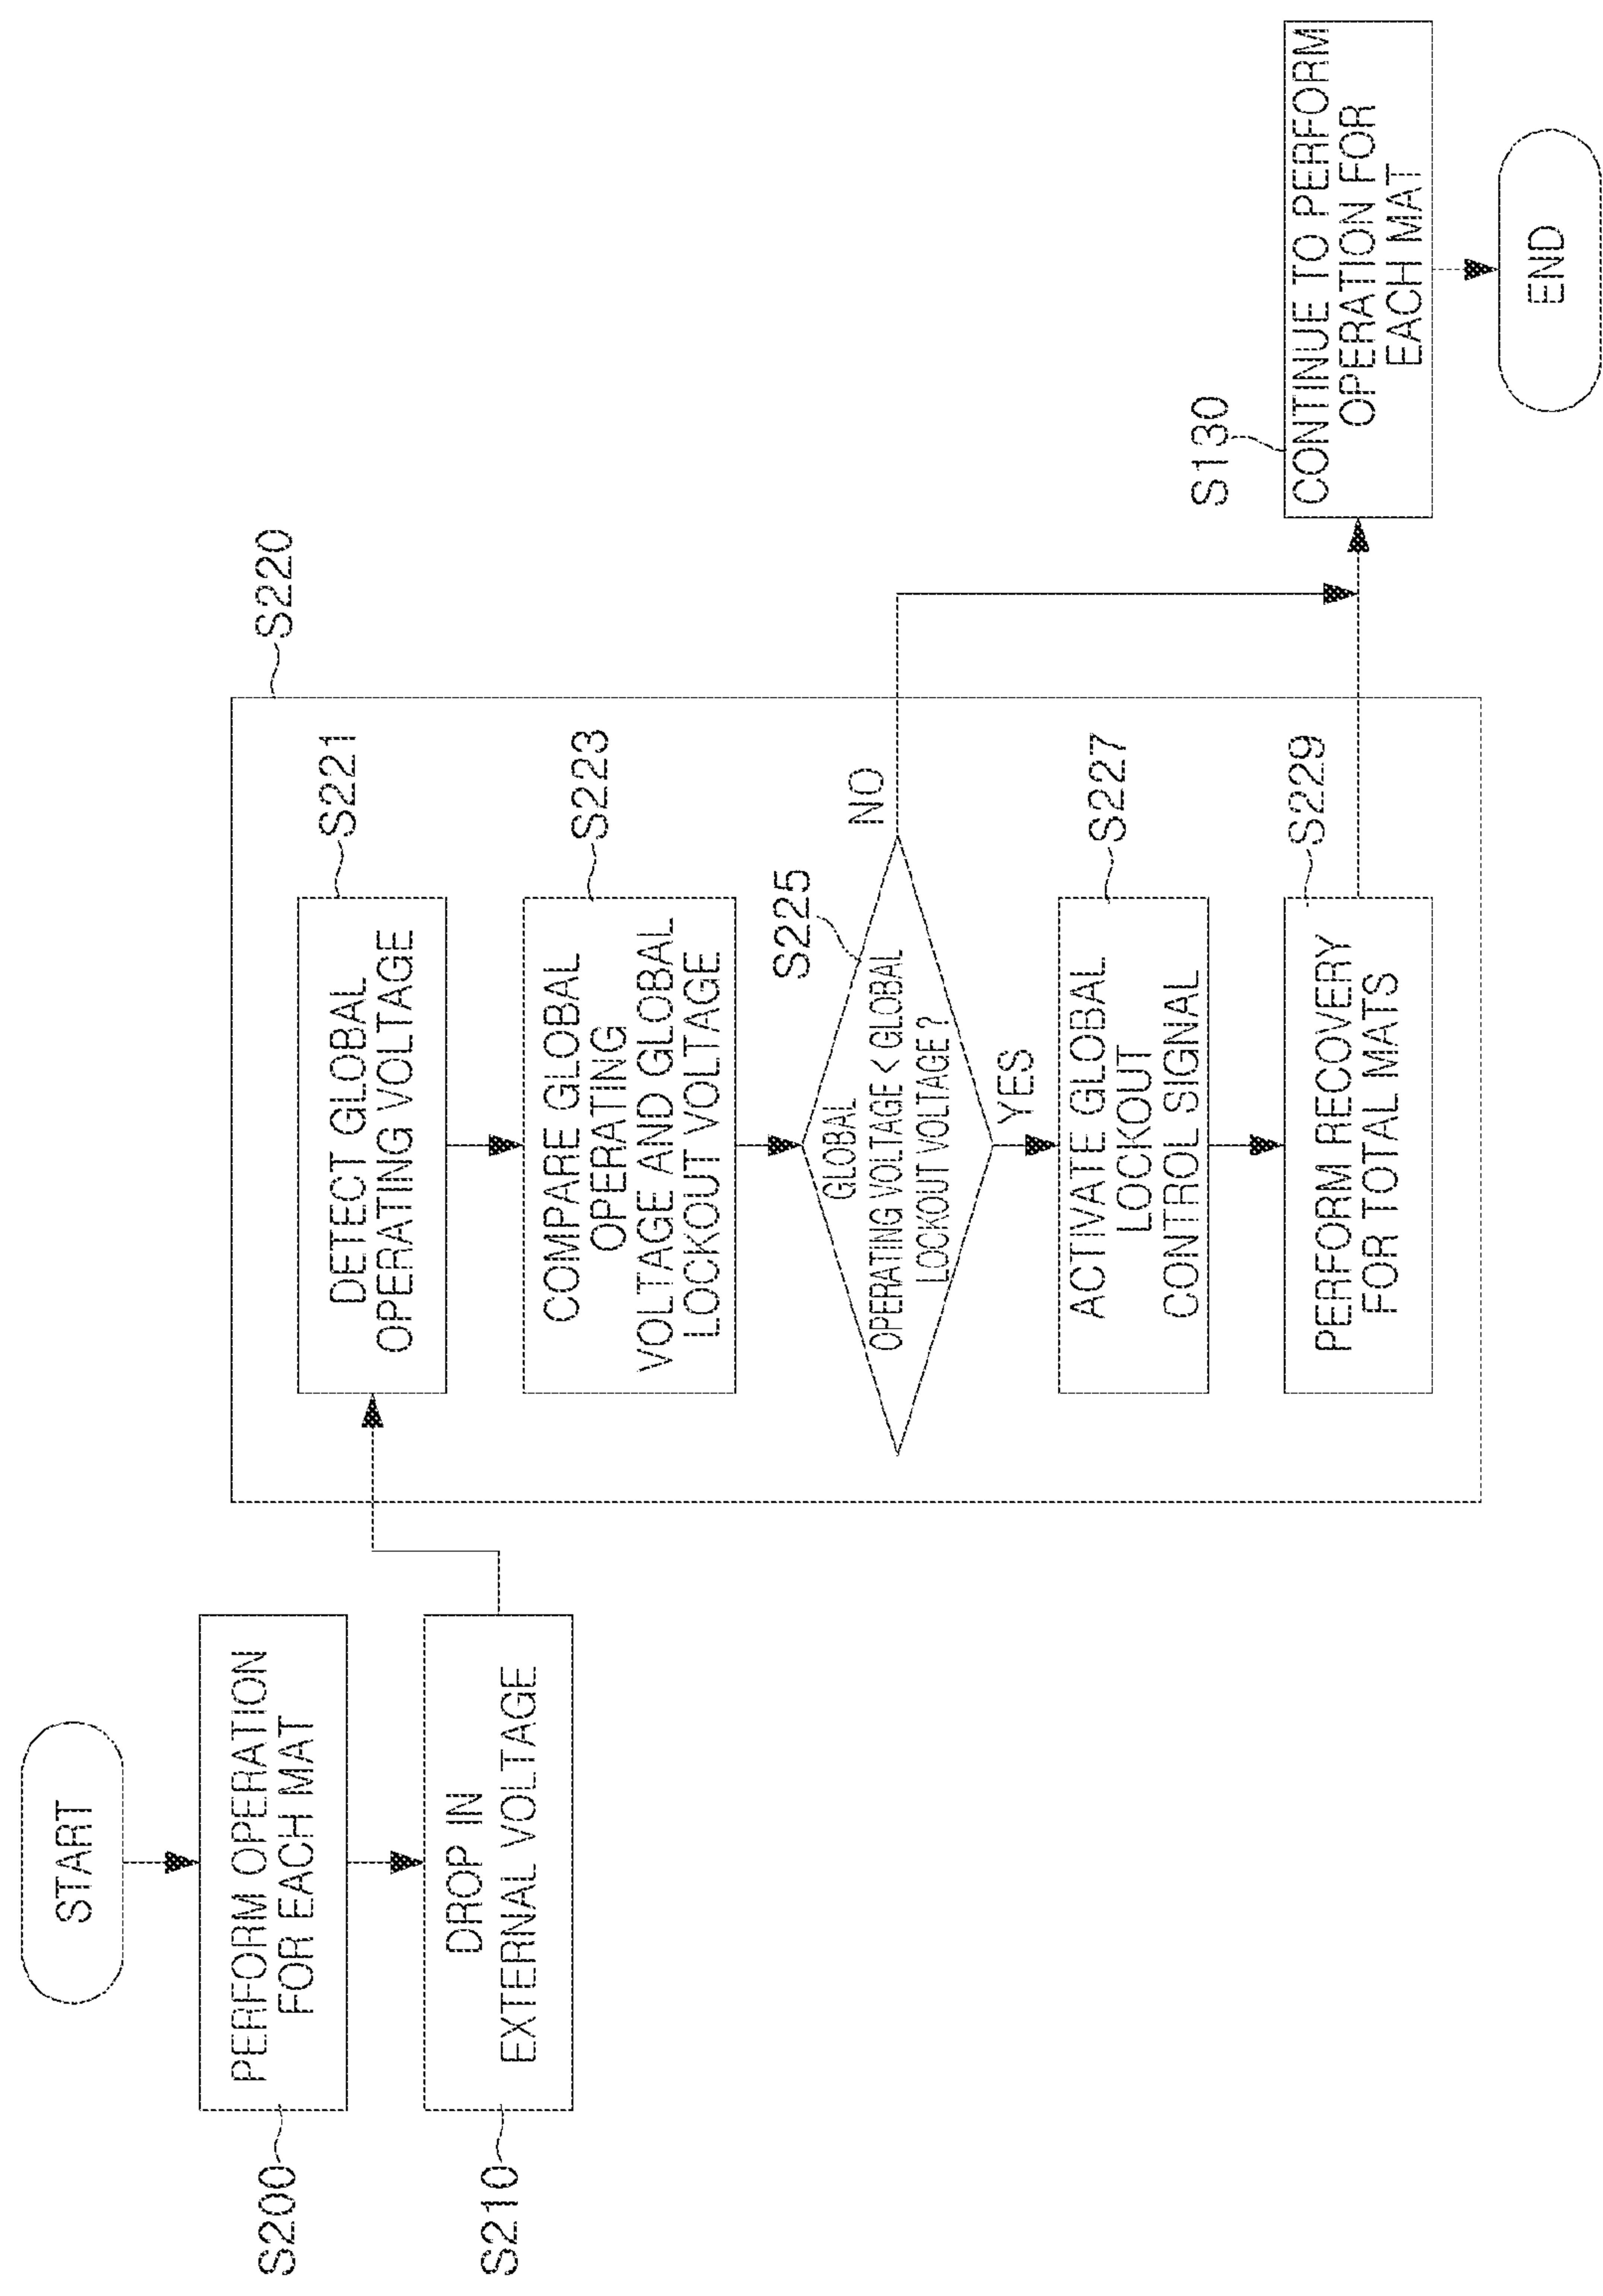 START
S200
PERFORM OPERATION
FOR EACH MAT
S210
DROP IN
EXTERNAL VOLTAGE
S220
S221
DETECT GLOBAL
OPERATING VOLTAGE
S223
COMPARE GLOBAL
OPERATING
VOLTAGE AND GLOBAL
LOCKOUT VOLTAGE
S225
GLOBAL
OPERATING VOLTAGE < GLOBAL
LOCKOUT VOLTAGE ?
NO
YES
S227
ACTIVATE GLOBAL
LOCKOUT
CONTROL SIGNAL
S229
PERFORM RECOVERY
FOR TOTAL MATS
S130
CONTINUE TO PERFORM
OPERATION FOR
EACH MAT
END